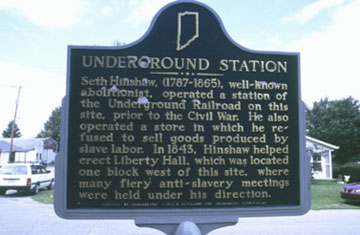 UNDERGROUND STATION
Seth Hinshaw, (1787-1865), well-known
abolitionist, operated a station of
the Underground Railroad on this
site, prior to the Civil War. He also
operated a store in which he re-
fused to sell goods produced by
slave labor. In 1843, Hinshaw helped
erect Liberty Hall, which was located
one block west of this site, where
many fiery anti-slavery meetings
were held under his direction.